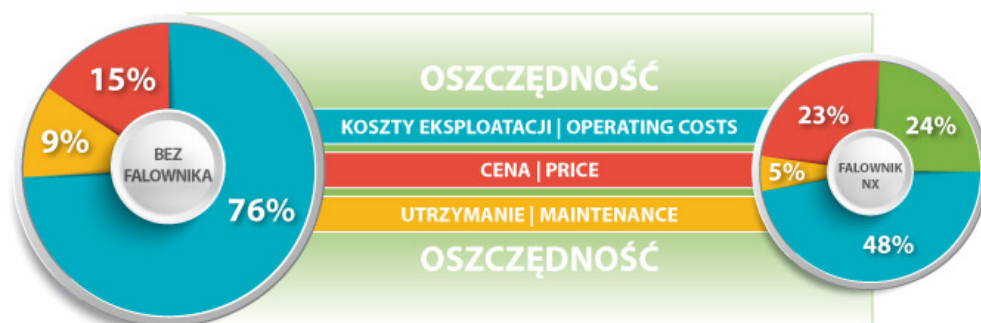 15%
9%
BEZ
FALOWNIKA
76%
OSZCZĘDNOŚĆ
KOSZTY EKSPLOATACJI | OPERATING COSTS
CENA | PRICE
UTRZYMANIE | MAINTENANCE
OSZCZĘDNOŚĆ
23%
24%
5%
FALOWNIK
NX
48%